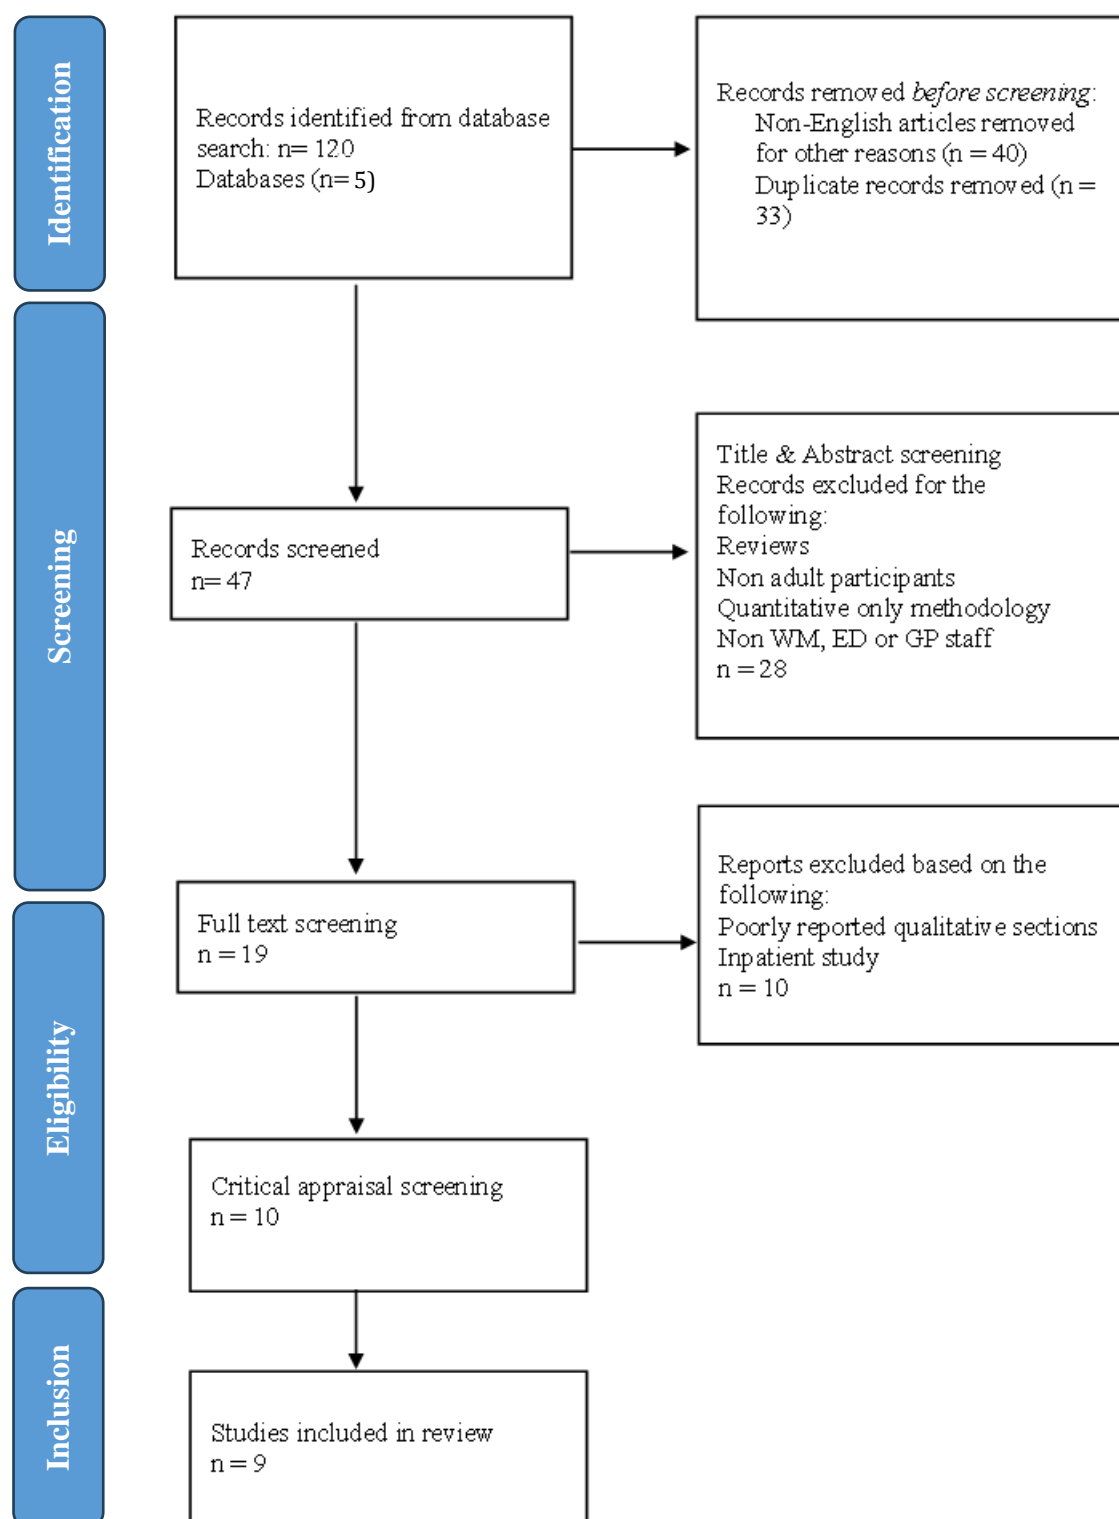 Identification
Records identified from database
search: n= 120
Databases (n= 5)
Records removed before screening:
Non-English articles removed
for other reasons (n = 40)
Duplicate records removed (n =
33)
Screening
Records screened
n= 47
Title & Abstract screening
Records excluded for the
following:
Reviews
Non adult participants
Quantitative only methodology
Non WM, ED or GP staff
n = 28
Full text screening
n = 19
Reports excluded based on the
following:
Poorly reported qualitative sections
Inpatient study
n = 10
Eligibility
Critical appraisal screening
n = 10
Inclusion
Studies included in review
n = 9